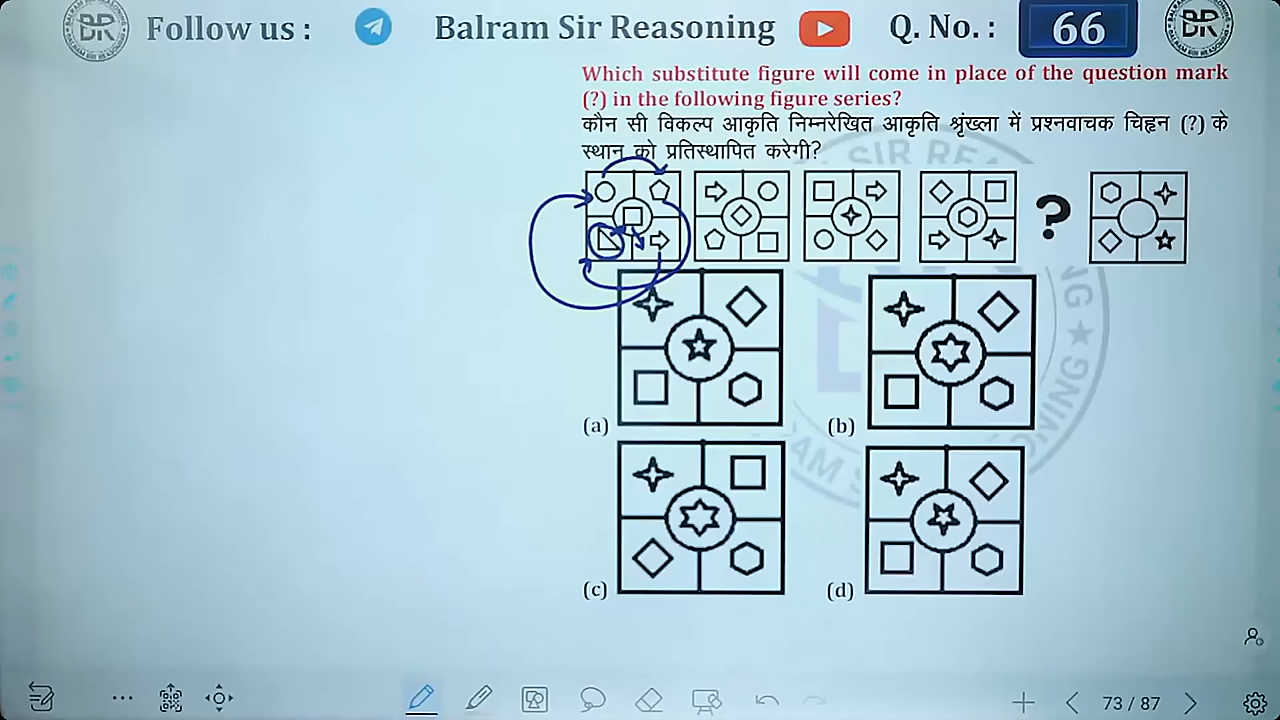 Follow us : Balram Sir Reasoning Q. No. : 66
Which substitute figure will come in place of the question mark
(?) in the following figure series?
कौन सी विकल्प आकृति निम्नरेखित आकृति श्रृंख्ला में प्रश्नवाचक चिह्वन (?) के
स्थान को प्रतिस्थापित करेगी?
?
(a)
(b)
(c)
(d)
73 / 87